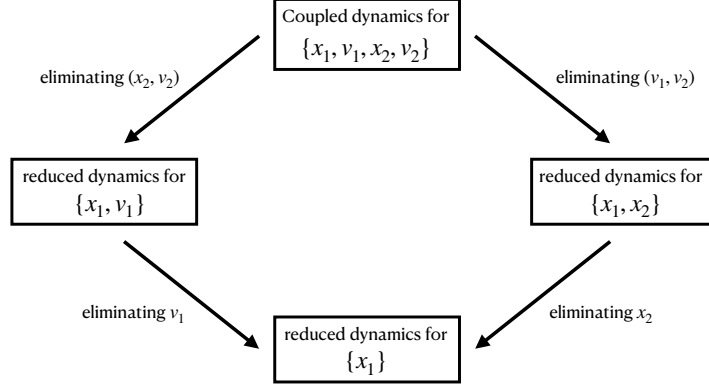 Coupled dynamics for
{x₁, v₁, x₂, v₂}
eliminating (x₂, v₂)
eliminating (v₁, v₂)
reduced dynamics for
{x₁, v₁}
reduced dynamics for
{x₁, x₂}
eliminating v₁
eliminating x₂
reduced dynamics for
{x₁}